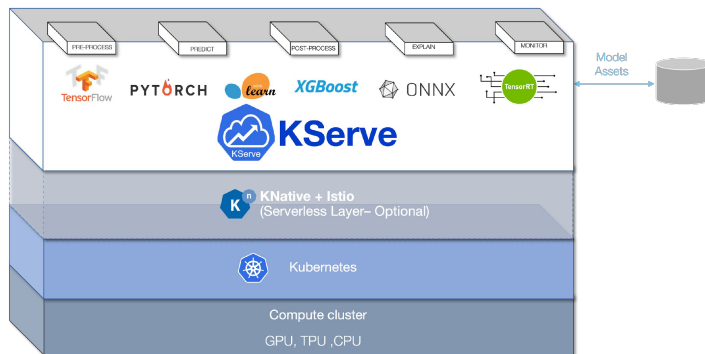 PRE-PROCESS
PREDICT
POST-PROCESS
EXPLAIN
MONITOR
TensorFlow
PYTORCH
learn
XGBoost
ONNX
TensorRT
Model
Assets
KServe
KServe
K
n
KNative + Istio
(Serverless Layer– Optional)
Kubernetes
Compute cluster
GPU, TPU ,CPU